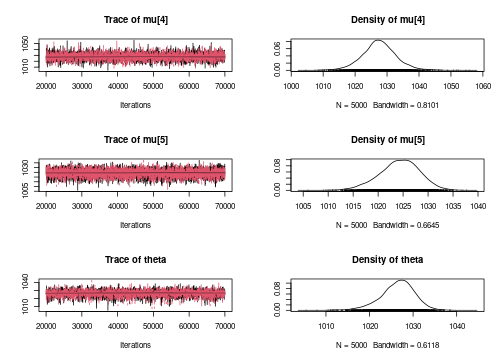 Trace of mu[4]
1010
1050
20000 30000 40000 50000 60000 70000
Iterations
Density of mu[4]
0.00
0.06
1000 1010 1020 1030 1040 1050 1060
N = 5000 Bandwidth = 0.8101
Trace of mu[5]
1005
1030
20000 30000 40000 50000 60000 70000
Iterations
Density of mu[5]
0.00
0.08
1005 1010 1015 1020 1025 1030 1035 1040
N = 5000 Bandwidth = 0.6645
Trace of theta
1010
1040
20000 30000 40000 50000 60000 70000
Iterations
Density of theta
0.00
0.08
1010 1020 1030 1040
N = 5000 Bandwidth = 0.6118